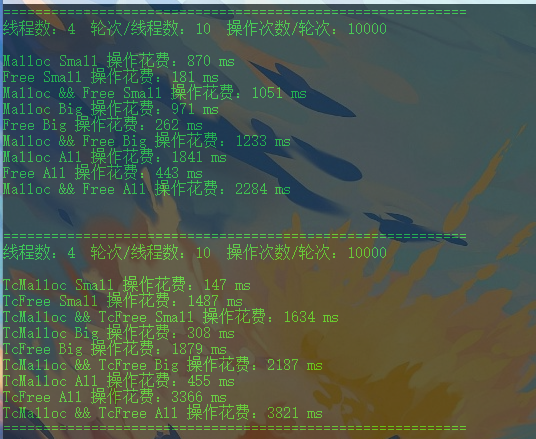 ==========================================================
线程数：4  轮次/线程数：10  操作次数/轮次：10000
Malloc Small 操作花费：870 ms
Free Small 操作花费：181 ms
Malloc && Free Small 操作花费：1051 ms
Malloc Big 操作花费：971 ms
Free Big 操作花费：262 ms
Malloc && Free Big 操作花费：1233 ms
Malloc All 操作花费：1841 ms
Free All 操作花费：443 ms
Malloc && Free All 操作花费：2284 ms
==========================================================
线程数：4  轮次/线程数：10  操作次数/轮次：10000
TcMalloc Small 操作花费：147 ms
TcFree Small 操作花费：1487 ms
TcMalloc && TcFree Small 操作花费：1634 ms
TcMalloc Big 操作花费：308 ms
TcFree Big 操作花费：1879 ms
TcMalloc && TcFree Big 操作花费：2187 ms
TcMalloc All 操作花费：455 ms
TcFree All 操作花费：3366 ms
TcMalloc && TcFree All 操作花费：3821 ms
==========================================================